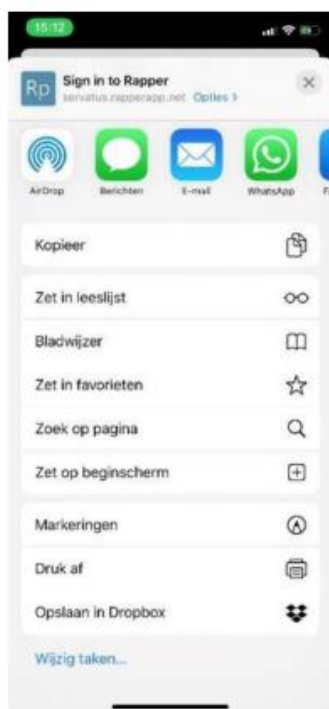 15:12
Rp
Sign in to Rapper
servatus.rapperapp.net Opties >
AirDrop
Berichten
E-mail
WhatsApp
Kopieer
Zet in leeslijst
Bladwijzer
Zet in favorieten
Zoek op pagina
Zet op beginscherm
Markeringen
Druk af
Opslaan in Dropbox
Wijzig taken...